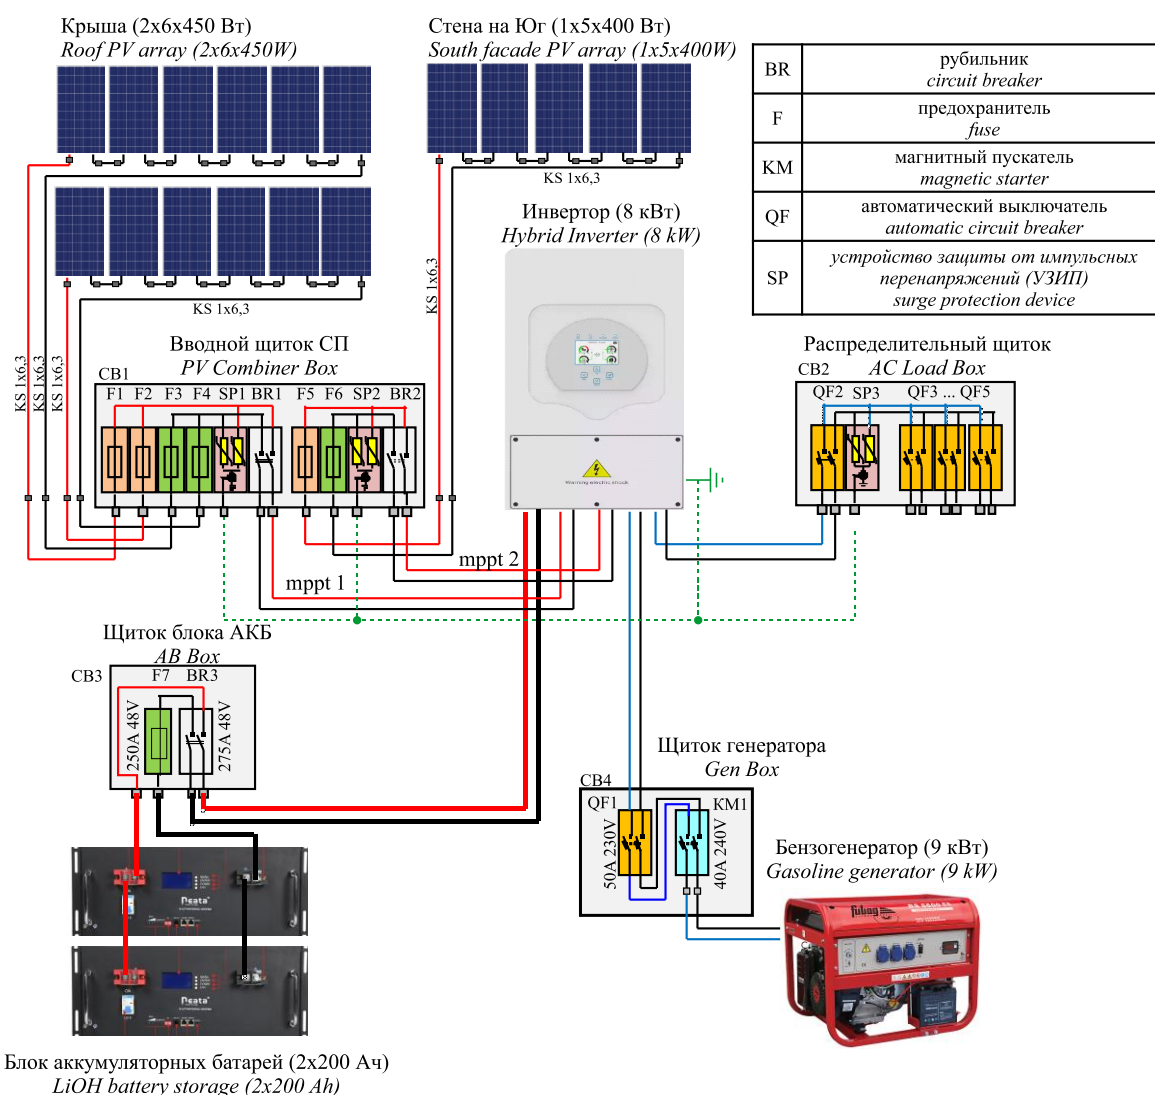 Крыша (2x6x450 Вт)
Roof PV array (2x6x450W)
Стена на Юг (1x5x400 Вт)
South facade PV array (1x5x400W)
BR
рубильник
circuit breaker
F
предохранитель
fuse
KM
магнитный пускатель
magnetic starter
QF
автоматический выключатель
automatic circuit breaker
SP
устройство защиты от импульсных
перенапряжений (УЗИП)
surge protection device
KS 1x6,3
KS 1x6,3
KS 1x6,3
KS 1x6,3
KS 1x6,3
KS 1x6,3
Инвертор (8 кВт)
Hybrid Inverter (8 kW)
Warning electric shock
Вводной щиток СП
PV Combiner Box
CB1
F1 F2 F3 F4 SP1 BR1 F5 F6 SP2 BR2
Распределительный щиток
AC Load Box
CB2
QF2 SP3 QF3 ... QF5
mppt 2
mppt 1
Щиток блока АКБ
AB Box
CB3
F7 BR3
250A 48V
275A 48V
Щиток генератора
Gen Box
CB4
QF1
KM1
50A 230V
40A 240V
Бензогенератор (9 кВт)
Gasoline generator (9 kW)
fubag
Блок аккумуляторных батарей (2x200 Ач)
LiOH battery storage (2x200 Ah)